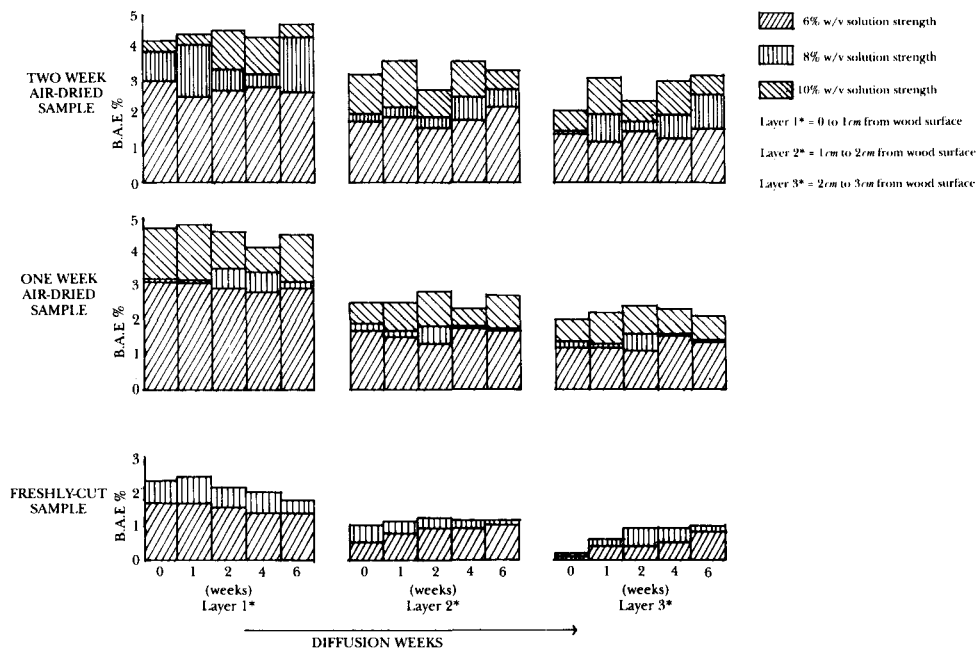 5
4
3
2
1
0
TWO WEEK
AIR-DRIED
SAMPLE
B.A.E %
6% w/v solution strength
8% w/v solution strength
10% w/v solution strength
Layer 1* = 0 to 1cm from wood surface
Layer 2* = 1cm to 2cm from wood surface
Layer 3* = 2cm to 3cm from wood surface
5
4
3
2
1
0
ONE WEEK
AIR-DRIED
SAMPLE
B.A.E %
3
2
1
0
FRESHLY-CUT
SAMPLE
B.A.E %
0 1 2 4 6
(weeks)
Layer 1*
0 1 2 4 6
(weeks)
Layer 2*
0 1 2 4 6
(weeks)
Layer 3*
DIFFUSION WEEKS